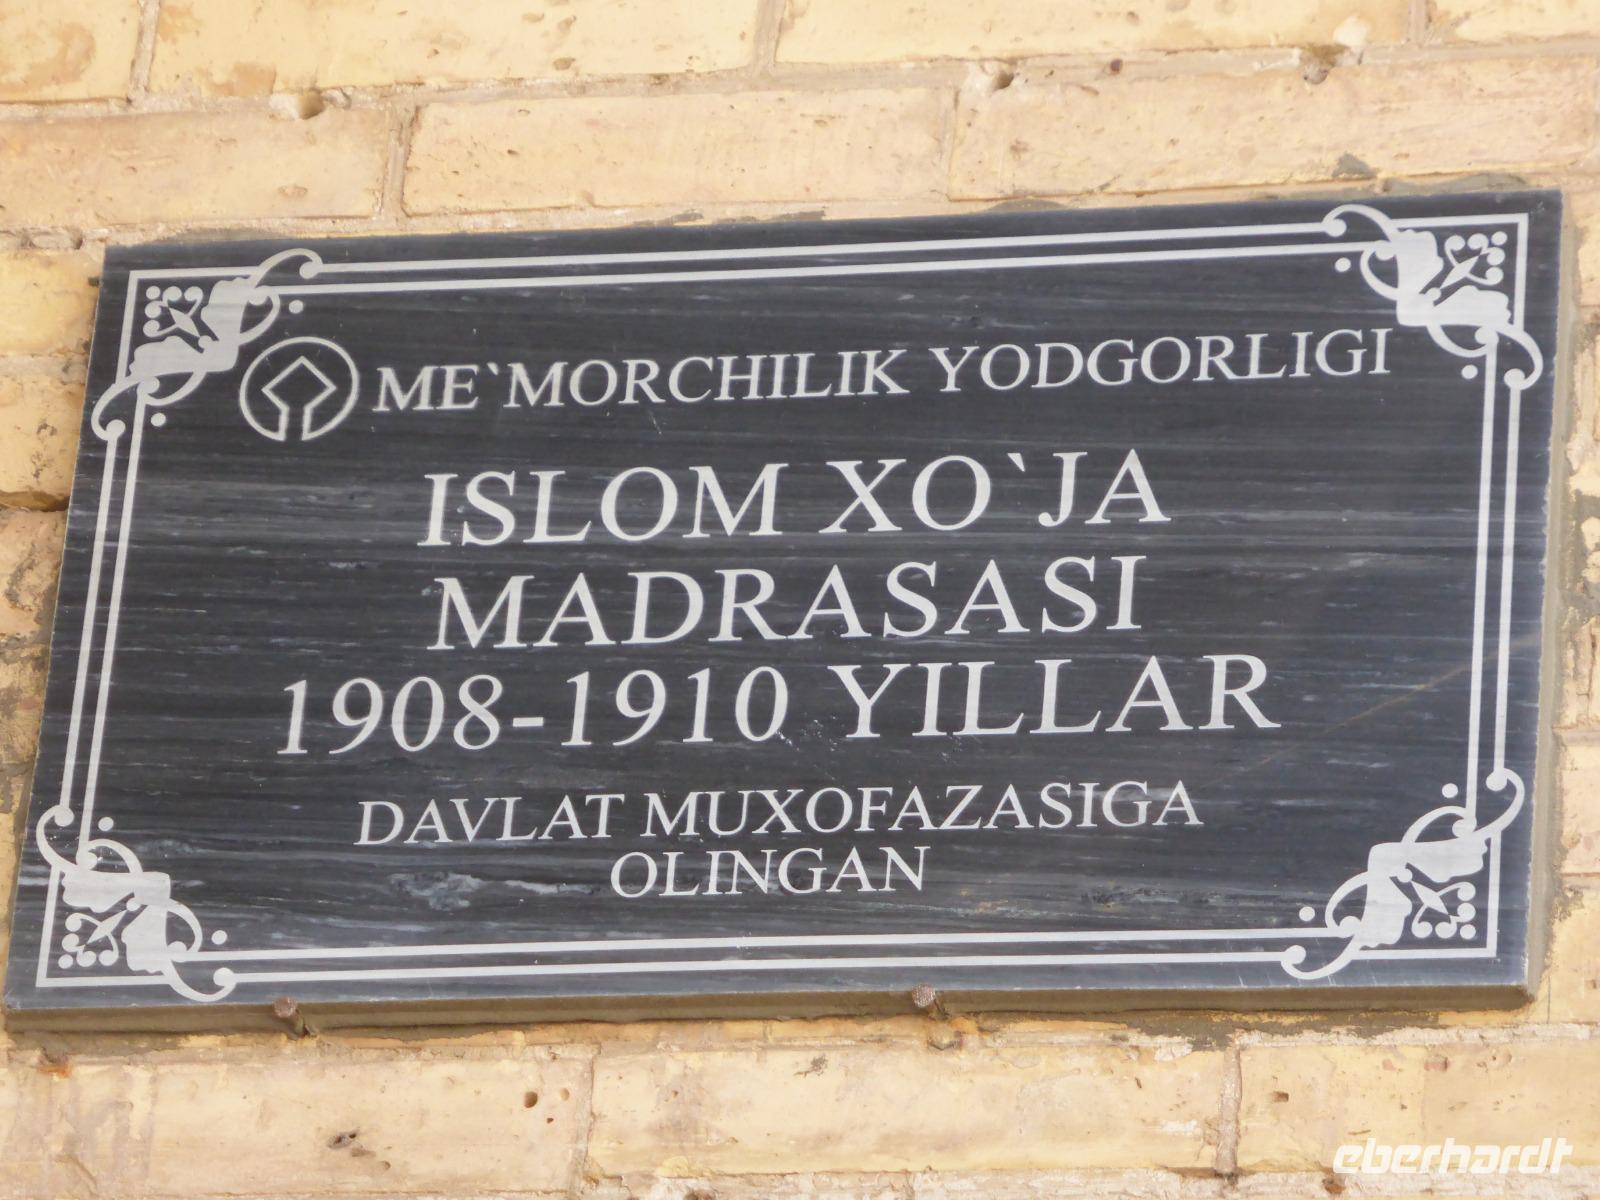 ME`MORCHILIK YODGORLIGI
ISLOM XO`JA
MADRASASI
1908-1910 YILLAR
DAVLAT MUXOFAZASIGA
OLINGAN
eberhardt